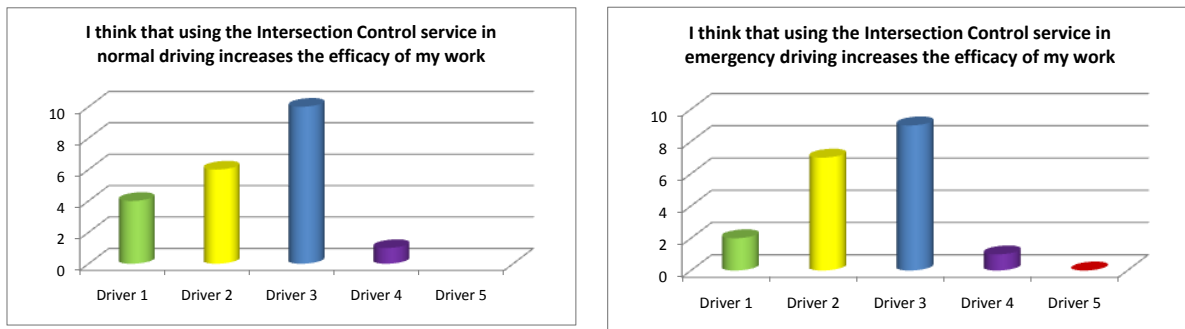 I think that using the Intersection Control service in
normal driving increases the efficacy of my work
10
8
6
4
2
0
Driver 1 Driver 2 Driver 3 Driver 4 Driver 5
I think that using the Intersection Control service in
emergency driving increases the efficacy of my work
10
8
6
4
2
0
Driver 1 Driver 2 Driver 3 Driver 4 Driver 5